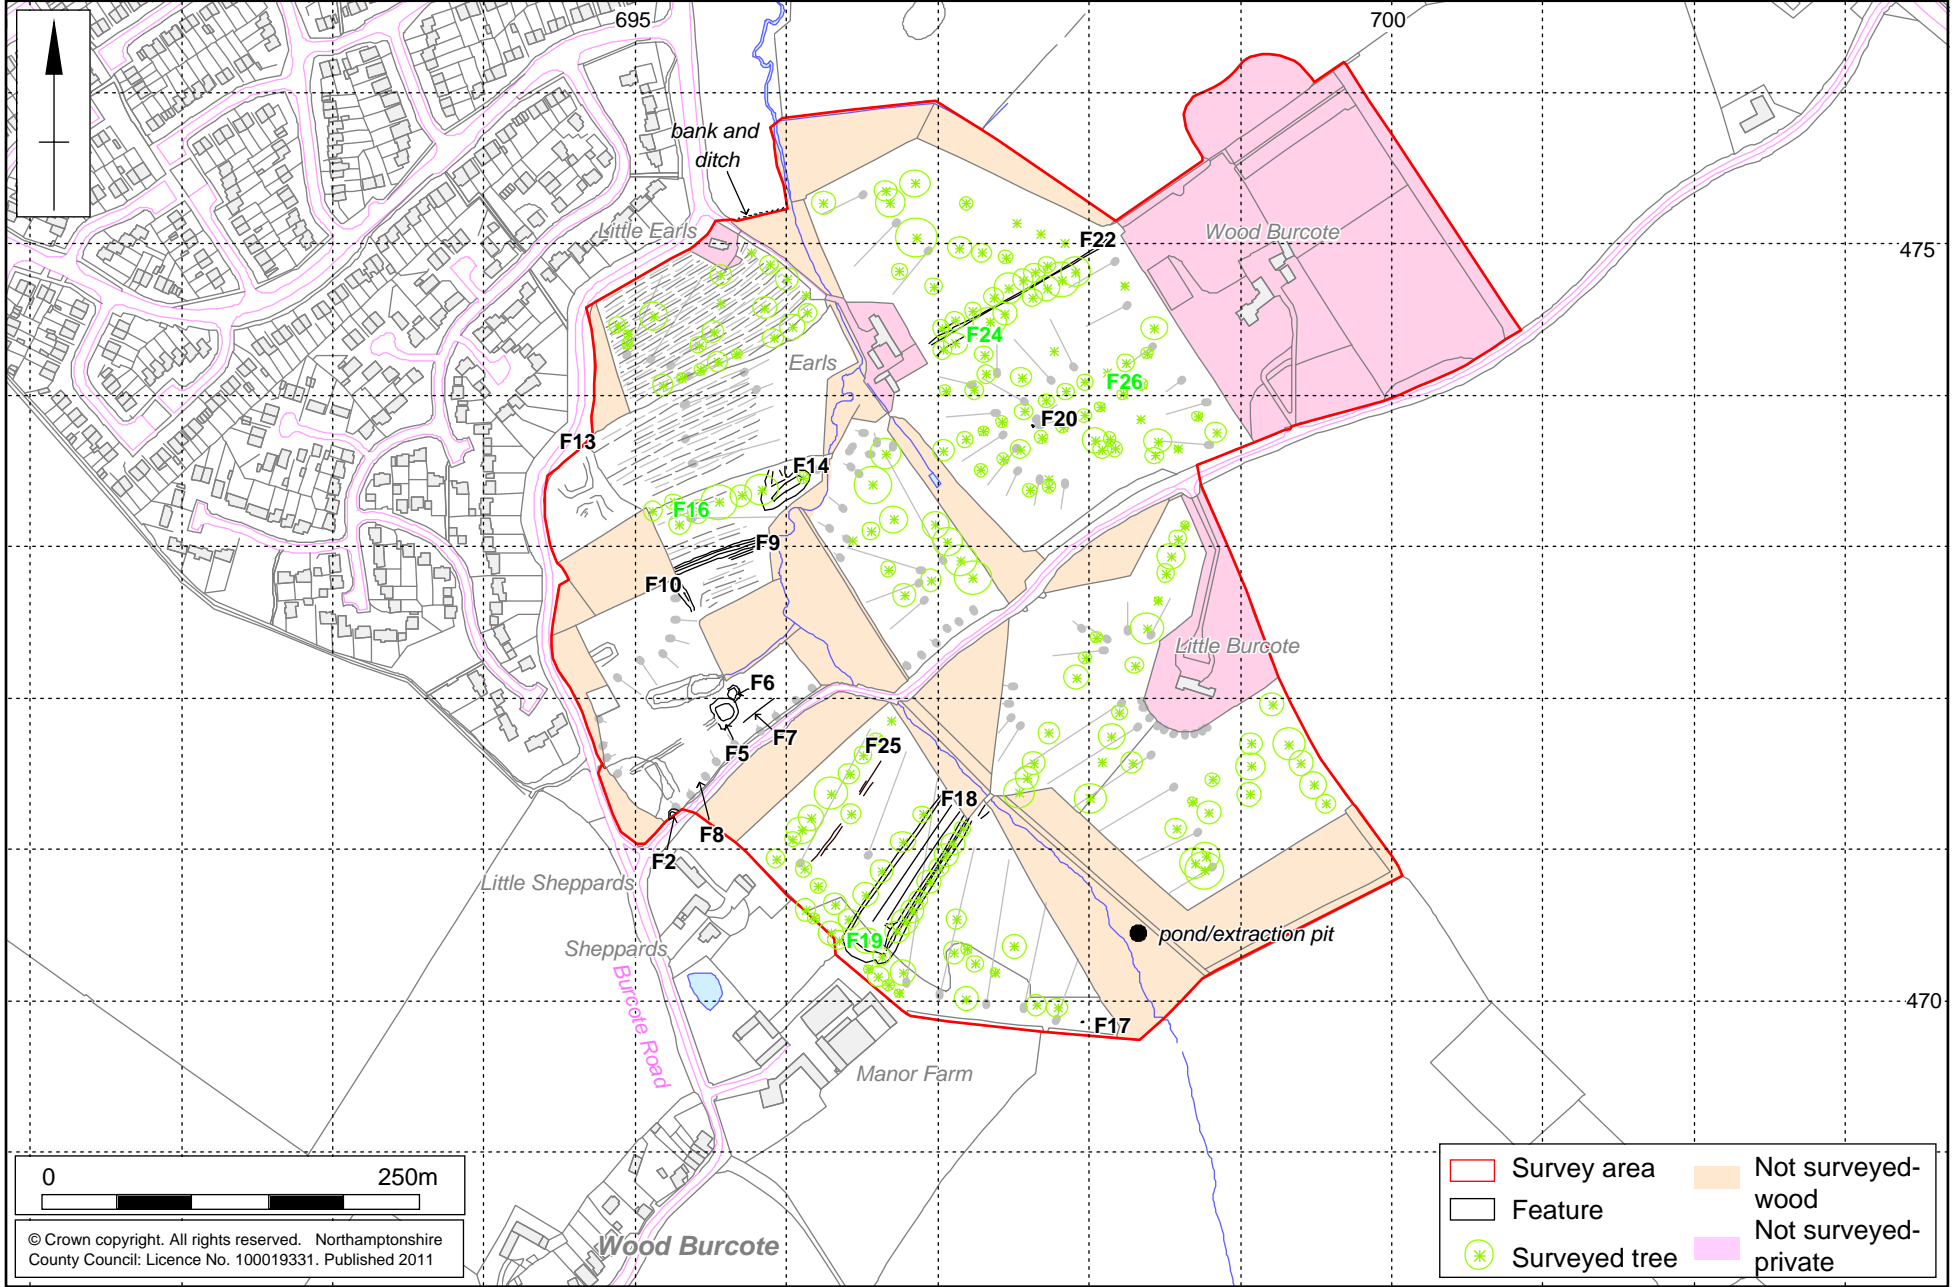 695
700
bank and
ditch
Little Earls
F22
Wood Burcote
475
F24
Earls
F26
F20
F13
F14
F16
F9
F10
Little Burcote
F6
F7
F5
F25
F18
F8
F2
Little Sheppards
F19
pond/extraction pit
Sheppards
Burcote Road
470
F17
Manor Farm
0 250m
© Crown copyright. All rights reserved. Northamptonshire
County Council: Licence No. 100019331. Published 2011
Wood Burcote
Survey area
Feature
Surveyed tree
Not surveyed-
wood
Not surveyed-
private